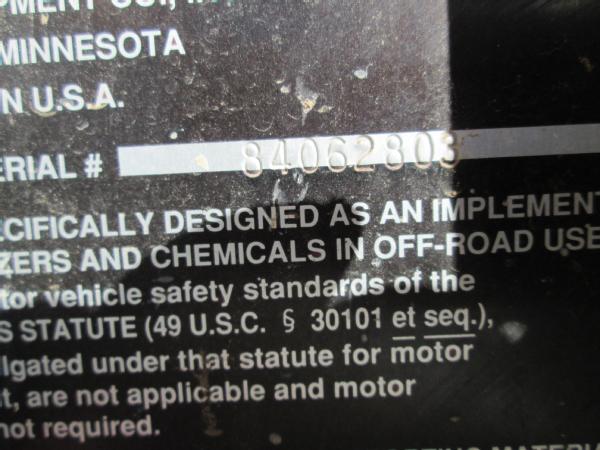 PMENT CO.,
MINNESOTA
N U.S.A.
ERIAL # 84062803
ECIFICALLY DESIGNED AS AN IMPLEMENT
ZERS AND CHEMICALS IN OFF-ROAD USE
tor vehicle safety standards of the
S STATUTE (49 U.S.C. § 30101 et seq.),
lgated under that statute for motor
t, are not applicable and motor
not required.